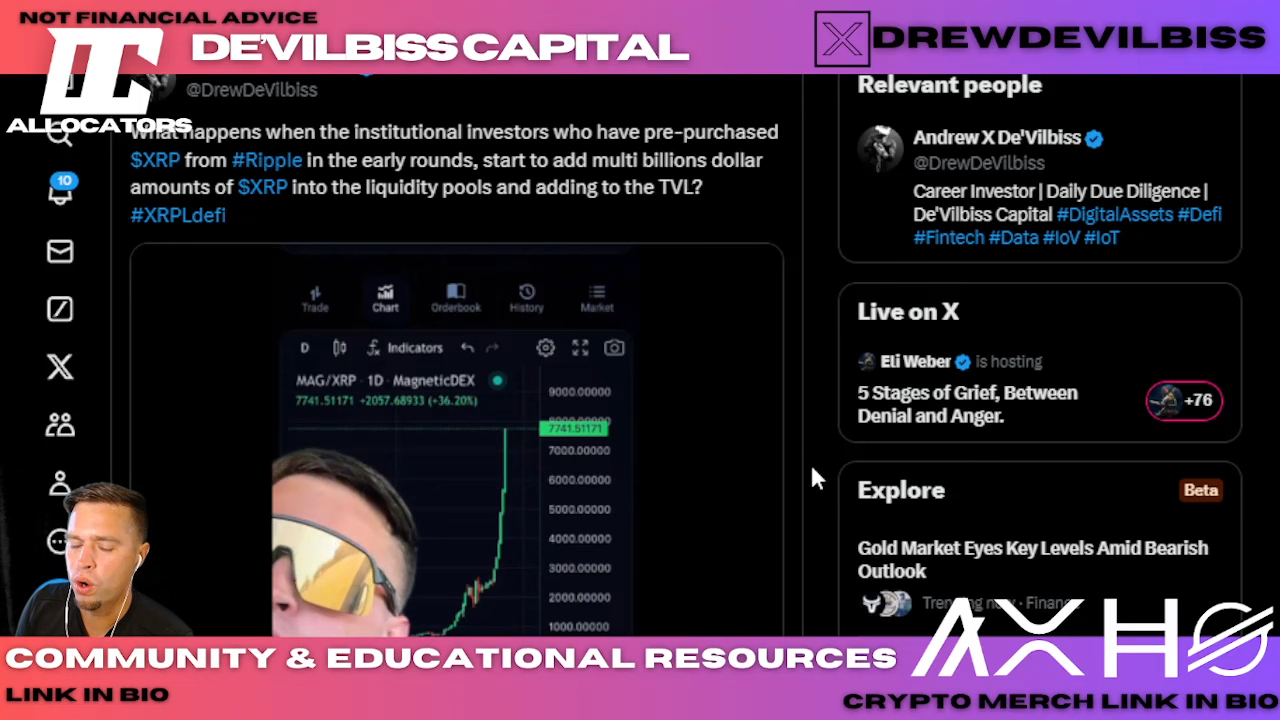 NOT FINANCIAL ADVICE
DE'VILBISS CAPITAL
X DREWDEVILBISS
ALLOCATORS
@DrewDeVilbiss
What happens when the institutional investors who have pre-purchased
$XRP from #Ripple in the early rounds, start to add multi billions dollar
amounts of $XRP into the liquidity pools and adding to the TVL?
#XRPLdefi
10
Trade Chart Orderbook History Market
D Indicators
MAG/XRP · 1D · MagneticDEX
7741.51171 +2057.68933 (+36.20%)
9000.00000
8000.00000
7741.51171
7000.00000
6000.00000
5000.00000
4000.00000
3000.00000
2000.00000
1000.00000
Relevant people
Andrew X De'Vilbiss
@DrewDeVilbiss
Career Investor | Daily Due Diligence |
De'Vilbiss Capital #DigitalAssets #Defi
#Fintech #Data #IoV #IoT
Live on X
Eli Weber is hosting
5 Stages of Grief, Between
Denial and Anger.
+76
Explore
Beta
Gold Market Eyes Key Levels Amid Bearish
Outlook
Trending now · Finance
COMMUNITY & EDUCATIONAL RESOURCES
LINK IN BIO
CRYPTO MERCH LINK IN BIO